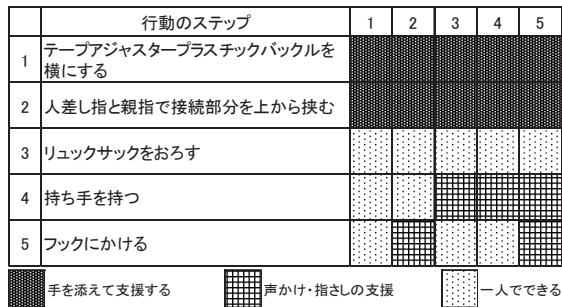 行動のステップ 1 2 3 4 5
1 テープアジャスタープラスチックバックルを
横にする
2 人差し指と親指で接続部分を上から挟む
3 リュックサックをおろす
4 持ち手を持つ
5 フックにかける
手を添えて支援する 声かけ・指さしの支援 一人でできる